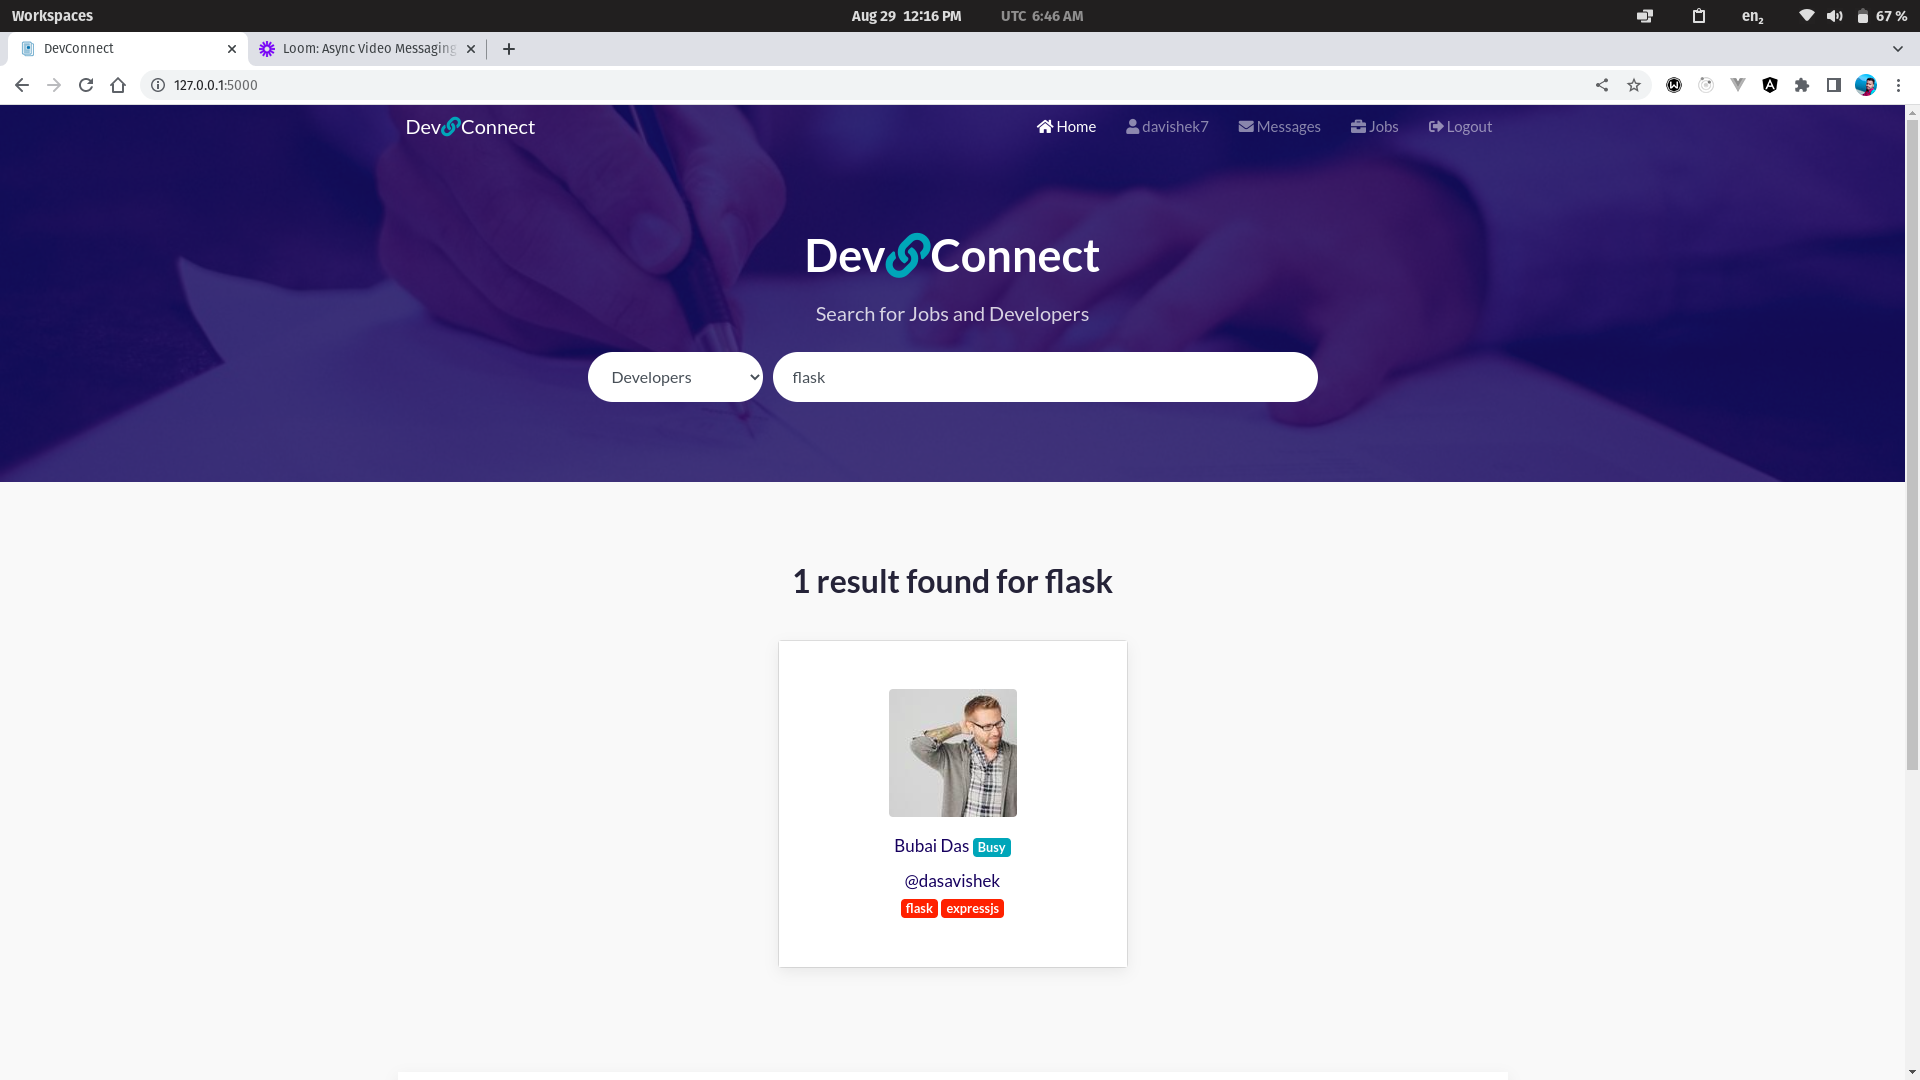 Workspaces Aug 29 12:16 PM UTC 6:46 AM en₂ 67 %
DevConnect Loom: Async Video Messaging
127.0.0.1:5000
DevConnect Home davishek7 Messages Jobs Logout
DevConnect
Search for Jobs and Developers
Developers flask
1 result found for flask
Bubai Das Busy
@dasavishek
flask expressjs